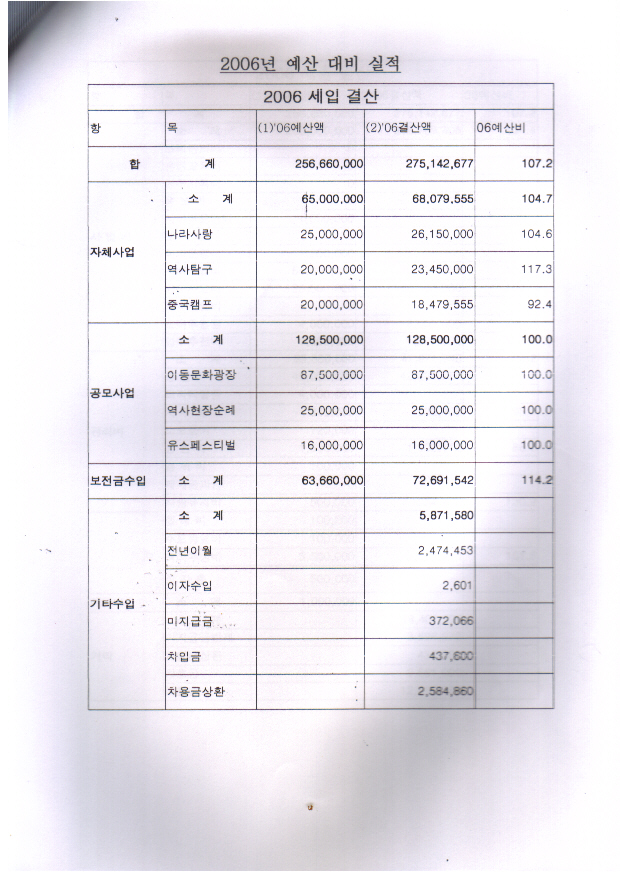 2006년 예산 대비 실적
2006 세입 결산
항 목 (1)'06예산액 (2)'06결산액 06예산비
합 계 256,660,000 275,142,677 107.2
자체사업
소 계 65,000,000 68,079,555 104.7
나라사랑 25,000,000 26,150,000 104.6
역사탐구 20,000,000 23,450,000 117.3
중국캠프 20,000,000 18,479,555 92.4
공모사업
소 계 128,500,000 128,500,000 100.0
이동문화광장 87,500,000 87,500,000 100.0
역사현장순례 25,000,000 25,000,000 100.0
유스페스티벌 16,000,000 16,000,000 100.0
보전금수입 소 계 63,660,000 72,691,542 114.2
기타수입
소 계 5,871,580
전년이월 2,474,453
이자수입 2,601
미지급금 372,066
차입금 437,600
차용금상환 2,584,860